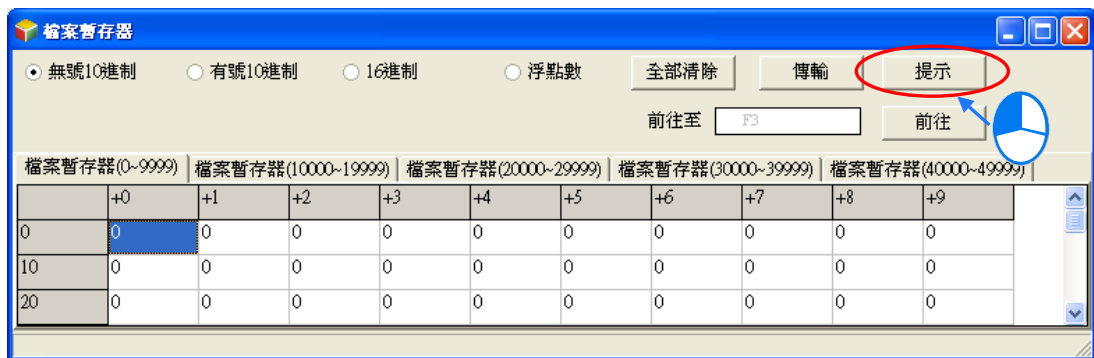 檔案暫存器
無號10進制 有號10進制 16進制 浮點數 全部清除 傳輸 提示
前往至 F3 前往
檔案暫存器(0~9999) 檔案暫存器(10000~19999) 檔案暫存器(20000~29999) 檔案暫存器(30000~39999) 檔案暫存器(40000~49999)
+0 +1 +2 +3 +4 +5 +6 +7 +8 +9
0 0 0 0 0 0 0 0 0 0 0
10 0 0 0 0 0 0 0 0 0 0
20 0 0 0 0 0 0 0 0 0 0